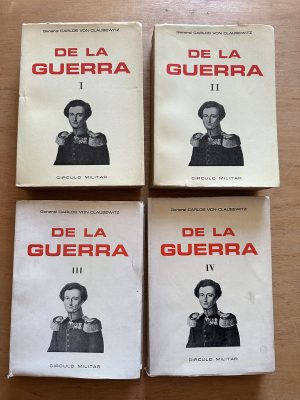 General CARLOS VON CLAUSEWITZ
DE LA
GUERRA
I
CIRCULO MILITAR
General CARLOS VON CLAUSEWITZ
DE LA
GUERRA
II
CIRCULO MILITAR
General CARLOS VON CLAUSEWITZ
DE LA
GUERRA
III
CIRCULO MILITAR
General CARLOS VON CLAUSEWITZ
DE LA
GUERRA
IV
CIRCULO MILITAR